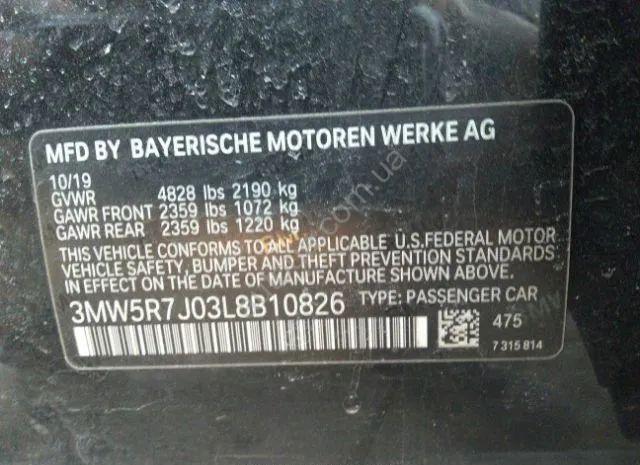 MFD BY BAYERISCHE MOTOREN WERKE AG
10/19
GVWR 4828 lbs 2190 kg
GAWR FRONT 2359 lbs 1072 kg
GAWR REAR 2359 lbs 1220 kg
THIS VEHICLE CONFORMS TO ALL APPLICABLE U.S.FEDERAL MOTOR
VEHICLE SAFETY, BUMPER, AND THEFT PREVENTION STANDARDS
IN EFFECT ON THE DATE OF MANUFACTURE SHOWN ABOVE.
3MW5R7J03L8B10826 TYPE: PASSENGER CAR
475
7 315 814